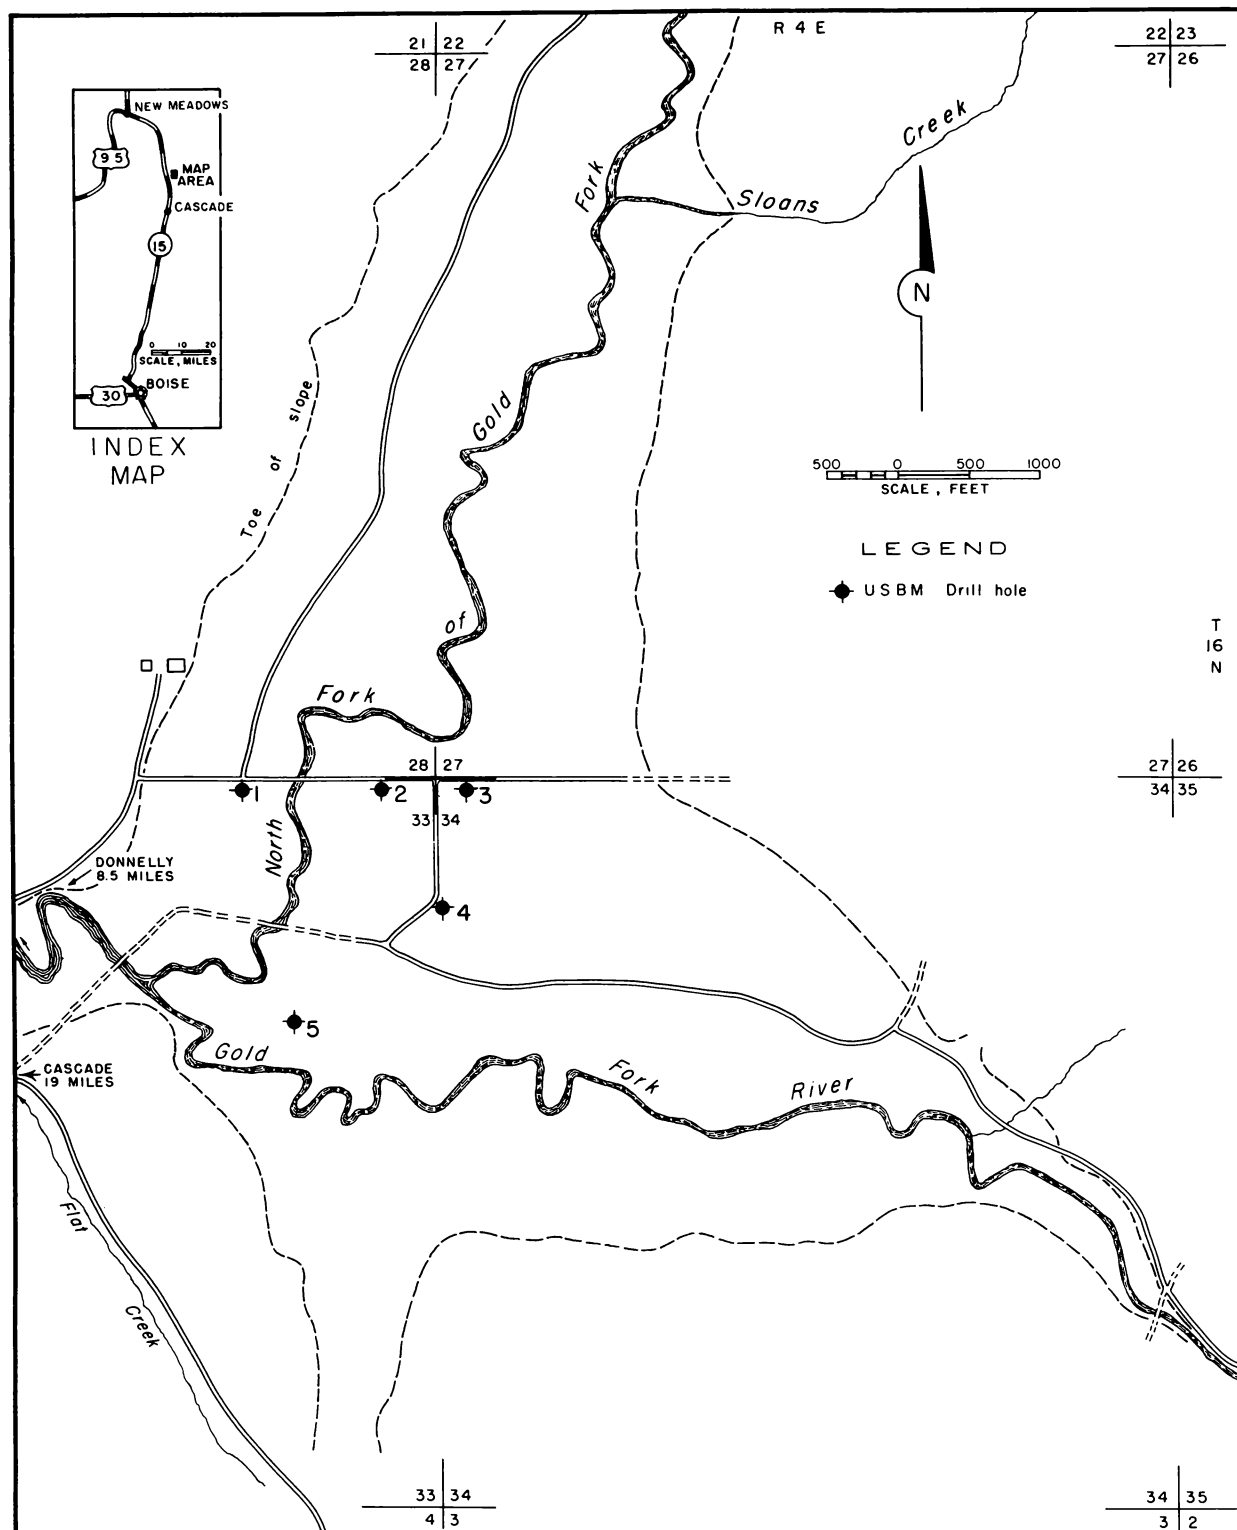 R 4 E
21 22
28 27
22 23
27 26
NEW MEADOWS
95
MAP
AREA
CASCADE
15
0 10 20
SCALE, MILES
BOISE
30
INDEX
MAP
Creek
Sloans
Fork
N
Toe of slope
Gold
500 0 500 1000
SCALE, FEET
LEGEND
USBM Drill hole
T
16
N
of
Fork
28 27
33 34
27 26
34 35
1
2
3
North
DONNELLY
8.5 MILES
4
5
Gold
Fork
River
CASCADE
19 MILES
Flat
Creek
33 34
4 3
34 35
3 2